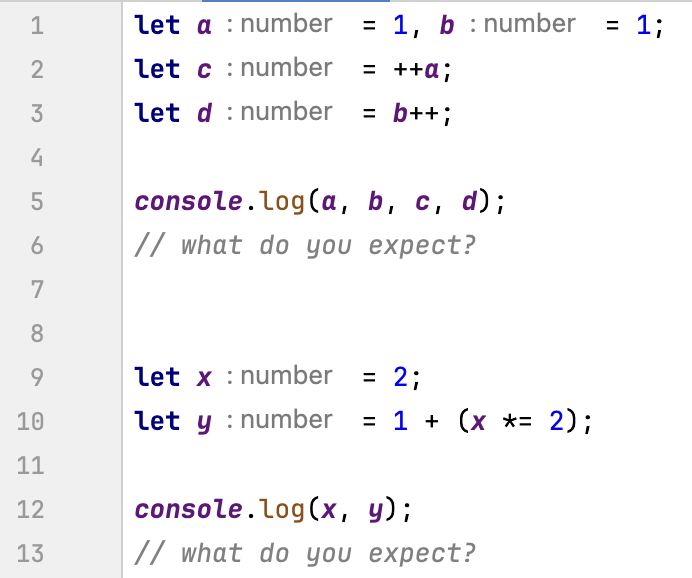 1 let a : number = 1, b : number = 1;
2 let c : number = ++a;
3 let d : number = b++;
4
5 console.log(a, b, c, d);
6 // what do you expect?
7
8
9 let x : number = 2;
10 let y : number = 1 + (x *= 2);
11
12 console.log(x, y);
13 // what do you expect?